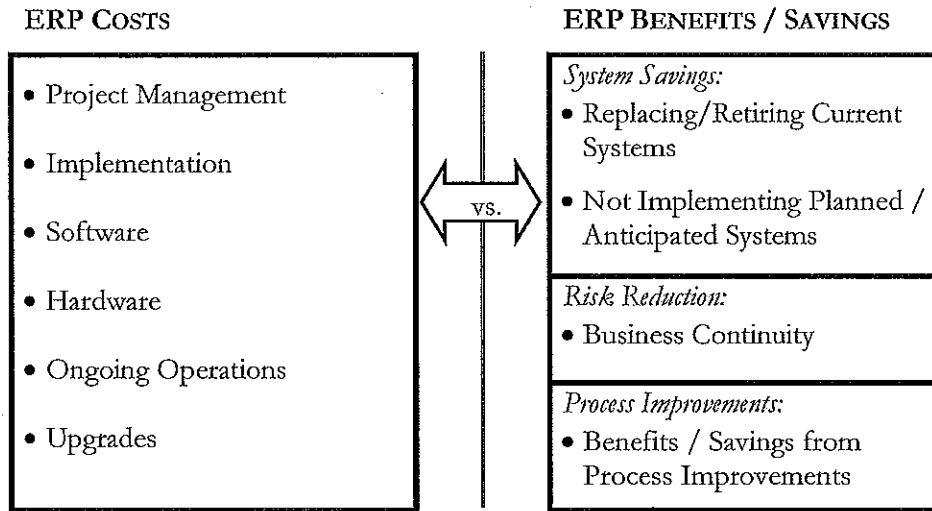 ERP COSTS
• Project Management
• Implementation
• Software
• Hardware
• Ongoing Operations
• Upgrades
vs.
ERP BENEFITS / SAVINGS
System Savings:
• Replacing/Retiring Current
Systems
• Not Implementing Planned /
Anticipated Systems
Risk Reduction:
• Business Continuity
Process Improvements:
• Benefits / Savings from
Process Improvements